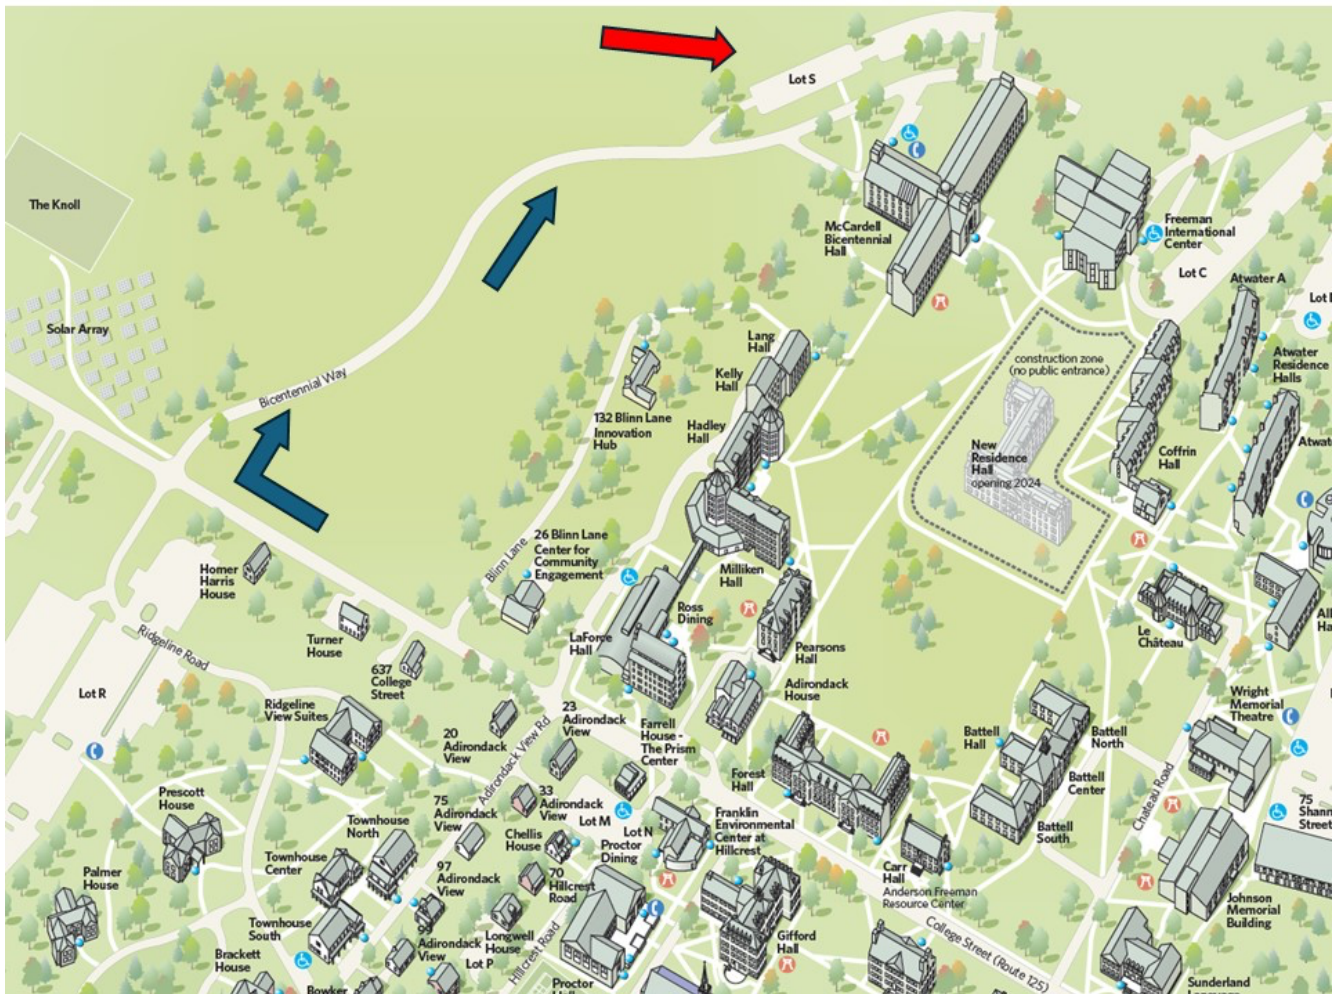 Lot S
The Knoll
McCardell
Bicentennial
Hall
Freeman
International
Center
Lot C
Atwater A
Solar Array
Lang
Hall
construction zone
(no public entrance)
Atwater
Residence
Halls
Bicentennial Way
Kelly
Hall
132 Blinn Lane
Innovation
Hub
Hadley
Hall
New
Residence
Hall
opening 2024
Coffrin
Hall
26 Blinn Lane
Center for
Community
Engagement
Blinn Lane
Milliken
Hall
Homer
Harris
House
Ross
Dining
Turner
House
LaForce
Hall
Pearsons
Hall
Le
Château
Ridgeline Road
637
College
Street
Adirondack
House
Lot R
Ridgeline
View Suites
20
Adirondack
View
Adirondack View Rd
23
Adirondack
View
Farrell
House -
The Prism
Center
Wright
Memorial
Theatre
Battell
Hall
Battell
North
Forest
Hall
Battell
Center
Chateau Road
Prescott
House
75
Adirondack
View
33
Adirondack
View
Lot M
Townhouse
North
Chellis
House
Lot N
Proctor
Dining
Franklin
Environmental
Center at
Hillcrest
Battell
South
75
Townhouse
Center
97
Adirondack
View
70
Hillcrest
Road
Carr
Hall
Anderson Freeman
Resource Center
Palmer
House
Johnson
Memorial
Building
Townhouse
South
Adirondack
View
Longwell
House
Hillcrest Road
Gifford
Hall
College Street (Route 125)
Brackett
House
Lot P
Bowker
Proctor
Sunderland